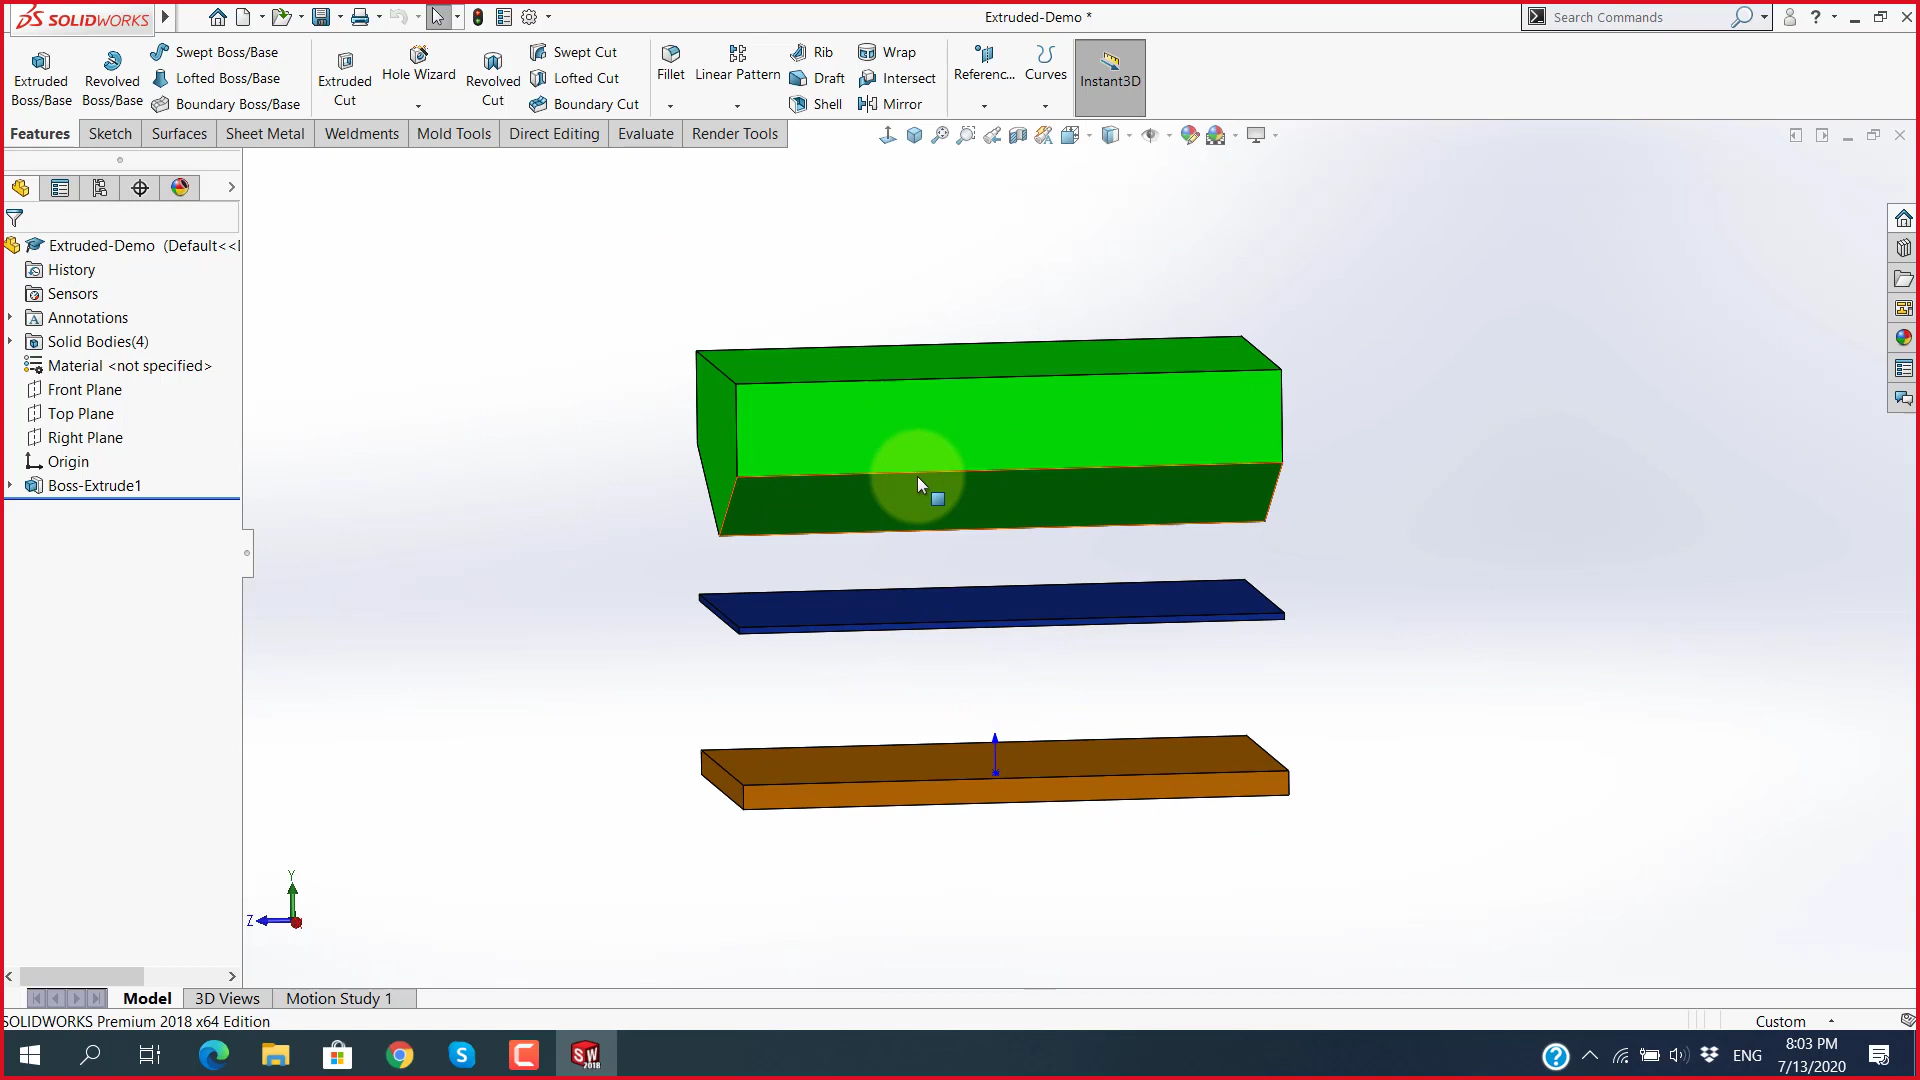 SOLIDWORKS
Extruded-Demo *
Search Commands
?
Extruded Boss/Base
Revolved Boss/Base
Swept Boss/Base
Lofted Boss/Base
Boundary Boss/Base
Extruded Cut
Hole Wizard
Revolved Cut
Swept Cut
Lofted Cut
Boundary Cut
Fillet
Linear Pattern
Rib
Draft
Shell
Wrap
Intersect
Mirror
Referenc...
Curves
Instant3D
Features
Sketch
Surfaces
Sheet Metal
Weldments
Mold Tools
Direct Editing
Evaluate
Render Tools
Extruded-Demo (Default<<
History
Sensors
Annotations
Solid Bodies(4)
Material <not specified>
Front Plane
Top Plane
Right Plane
Origin
Boss-Extrude1
Y
Z
Model
3D Views
Motion Study 1
SOLIDWORKS Premium 2018 x64 Edition
Custom
SW
2018
?
ENG
8:03 PM
7/13/2020